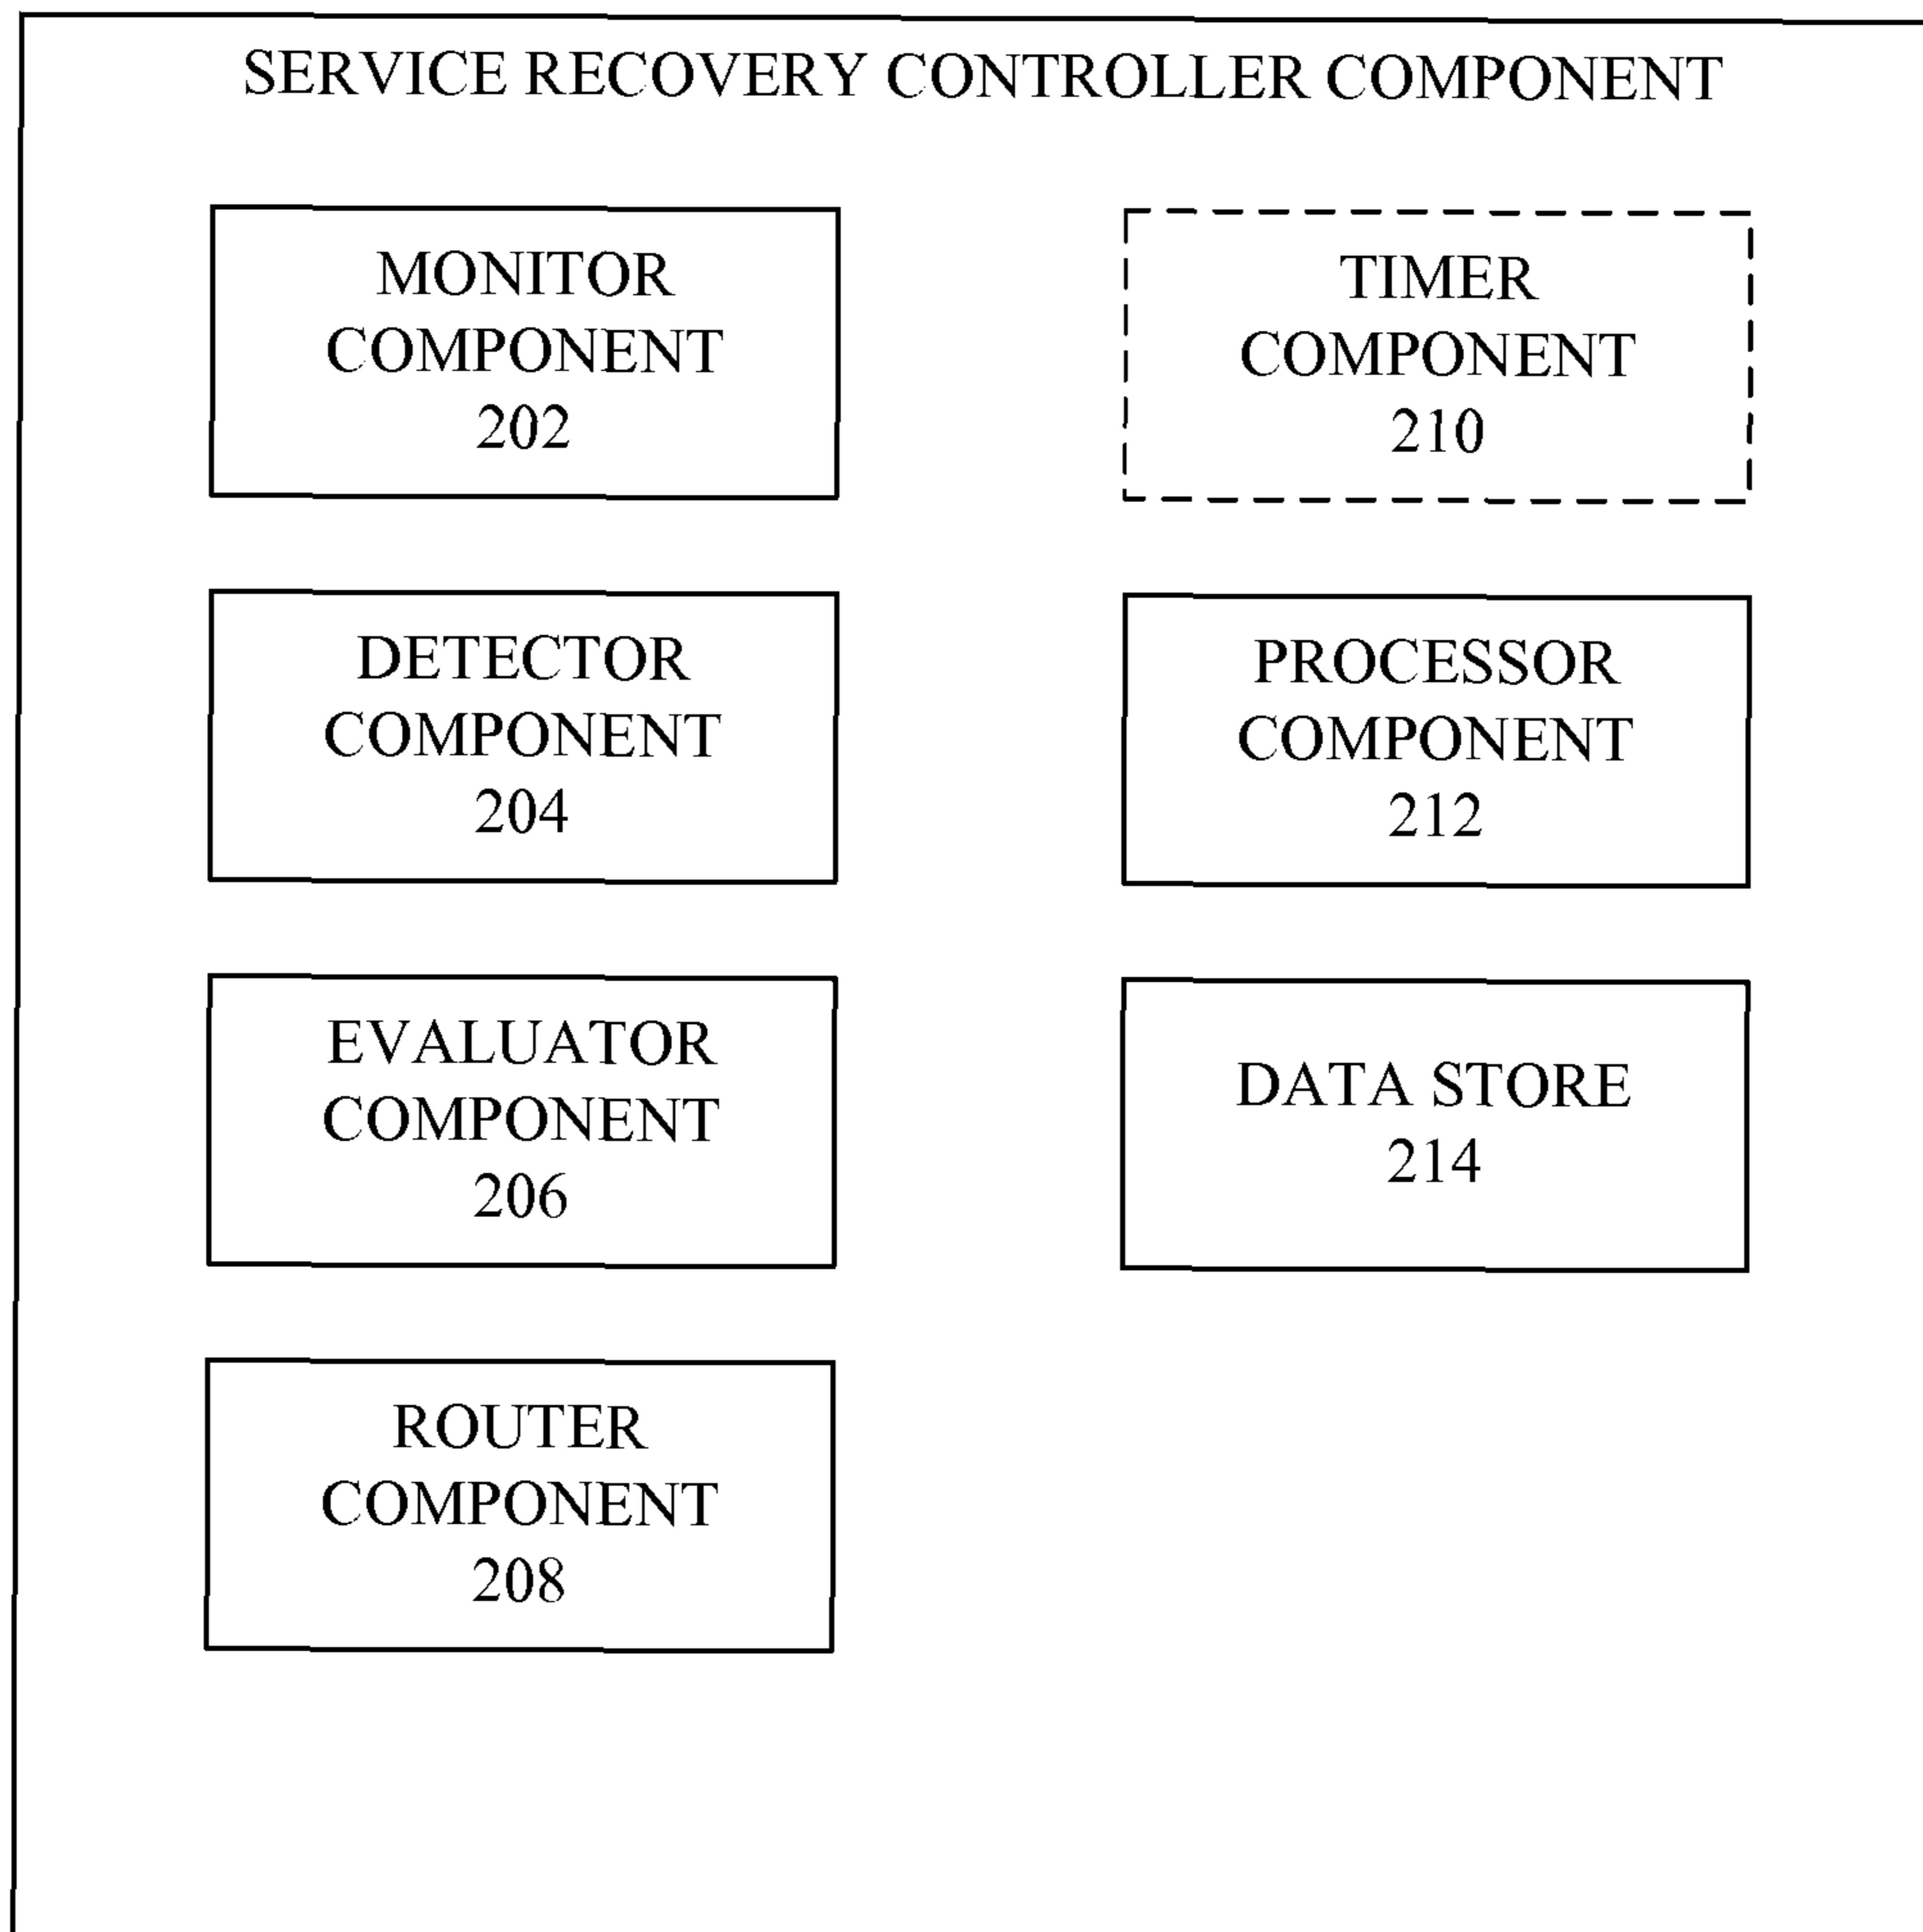 SERVICE RECOVERY CONTROLLER COMPONENT
MONITOR
COMPONENT
202
DETECTOR
COMPONENT
204
EVALUATOR
COMPONENT
206
ROUTER
COMPONENT
208
TIMER
COMPONENT
210
PROCESSOR
COMPONENT
212
DATA STORE
214